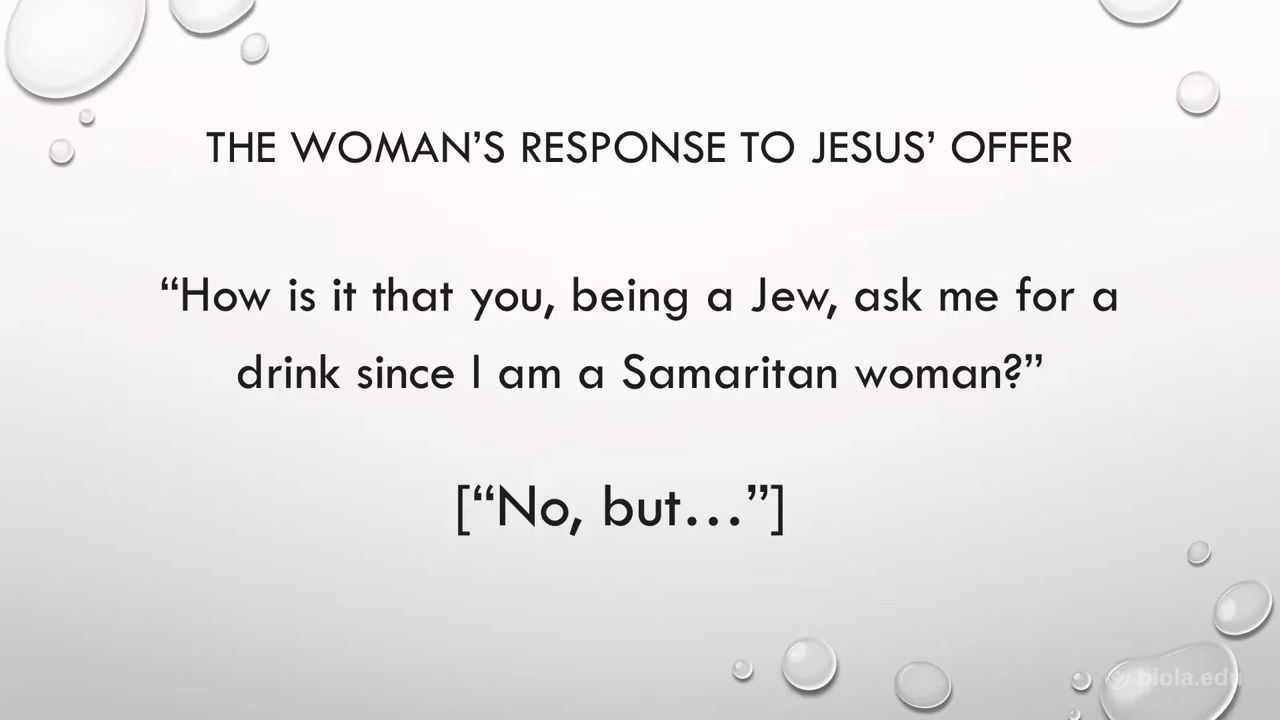 THE WOMAN’S RESPONSE TO JESUS’ OFFER
“How is it that you, being a Jew, ask me for a
drink since I am a Samaritan woman?”
[“No, but…”]
biola.edu